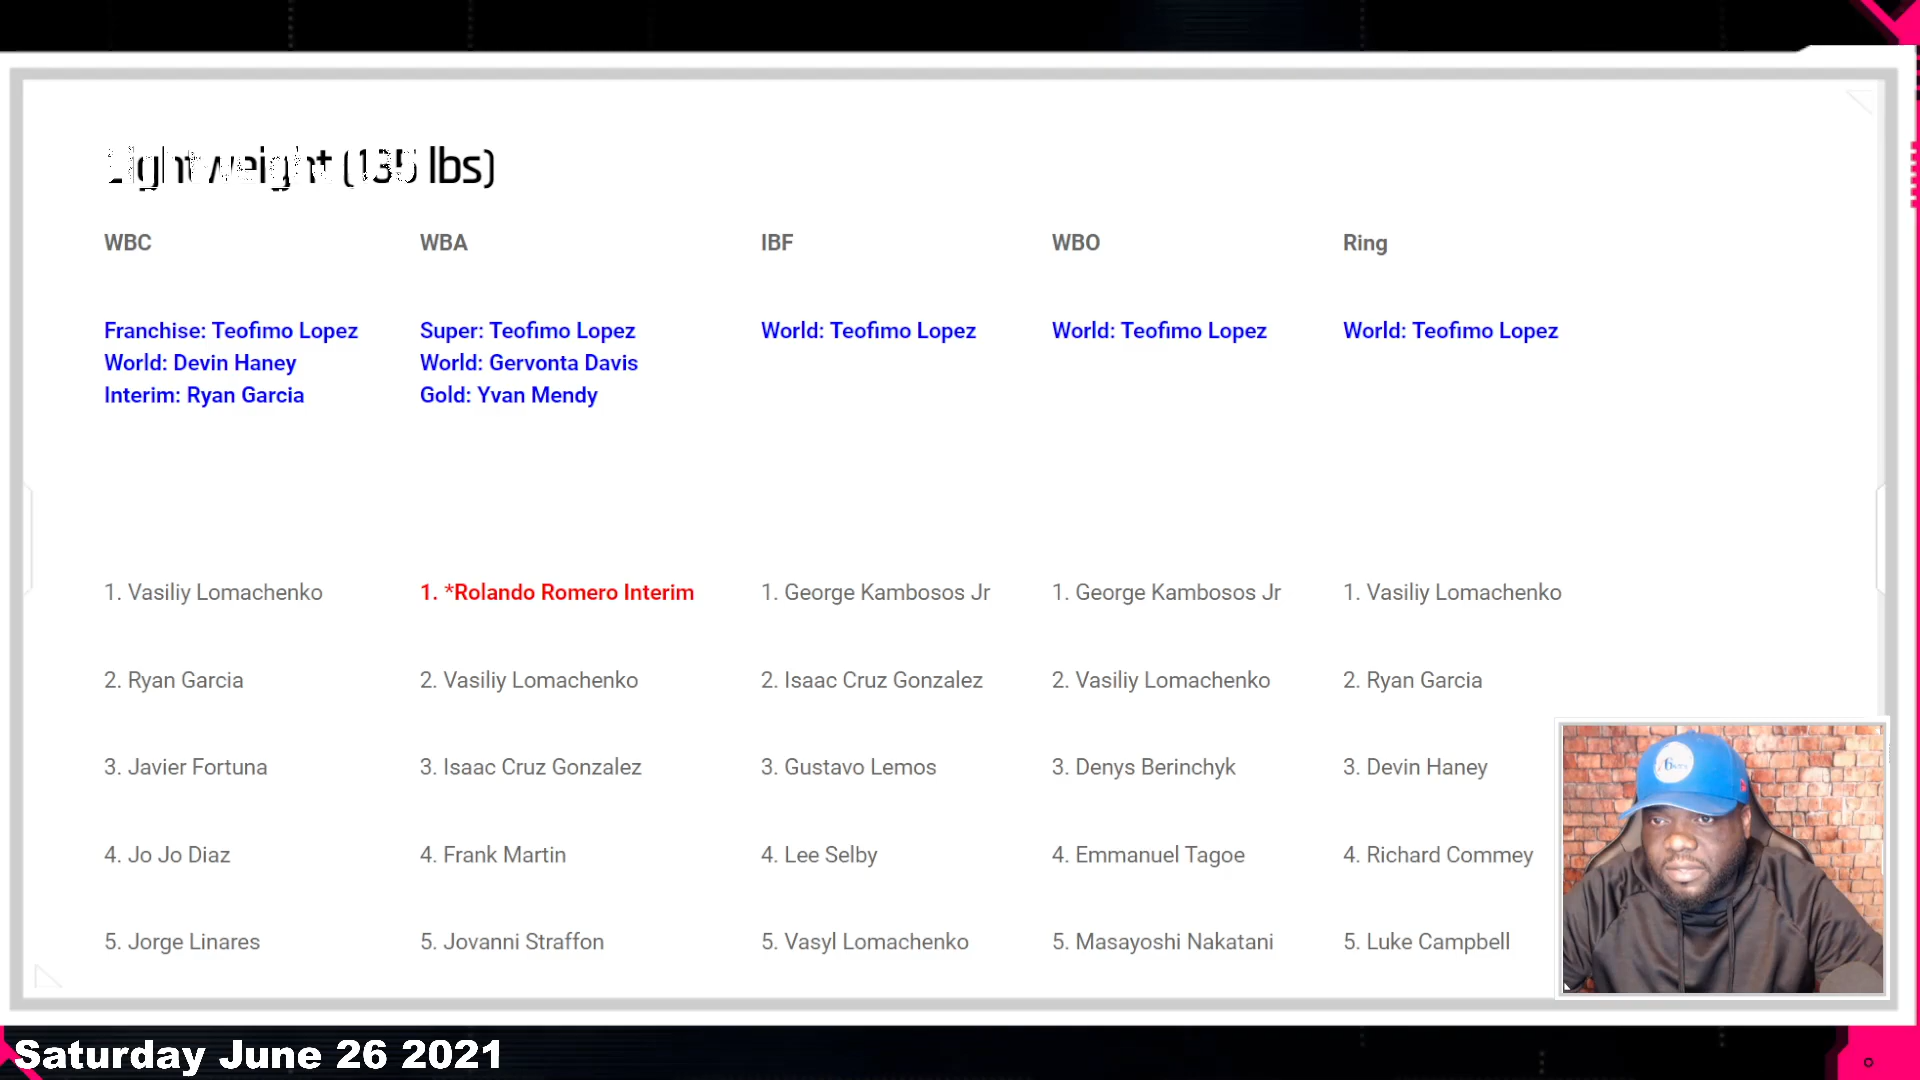 Lightweight (135 lbs)
WBC WBA IBF WBO Ring
Franchise: Teofimo Lopez Super: Teofimo Lopez World: Teofimo Lopez World: Teofimo Lopez World: Teofimo Lopez
World: Devin Haney World: Gervonta Davis
Interim: Ryan Garcia Gold: Yvan Mendy
1. Vasiliy Lomachenko 1. *Rolando Romero Interim 1. George Kambosos Jr 1. George Kambosos Jr 1. Vasiliy Lomachenko
2. Ryan Garcia 2. Vasiliy Lomachenko 2. Isaac Cruz Gonzalez 2. Vasiliy Lomachenko 2. Ryan Garcia
3. Javier Fortuna 3. Isaac Cruz Gonzalez 3. Gustavo Lemos 3. Denys Berinchyk 3. Devin Haney
4. Jo Jo Diaz 4. Frank Martin 4. Lee Selby 4. Emmanuel Tagoe 4. Richard Commey
5. Jorge Linares 5. Jovanni Straffon 5. Vasyl Lomachenko 5. Masayoshi Nakatani 5. Luke Campbell
Saturday June 26 2021